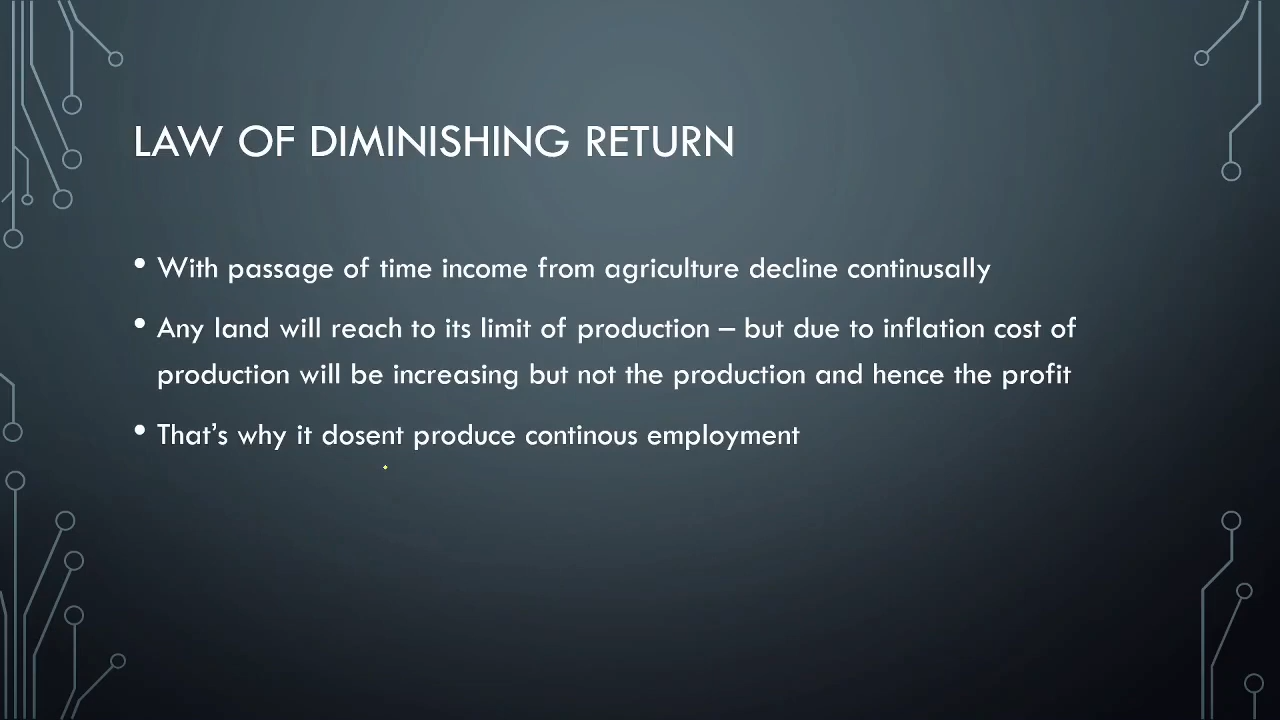 LAW OF DIMINISHING RETURN
• With passage of time income from agriculture decline continusally
• Any land will reach to its limit of production – but due to inflation cost of
production will be increasing but not the production and hence the profit
• That’s why it dosent produce continous employment